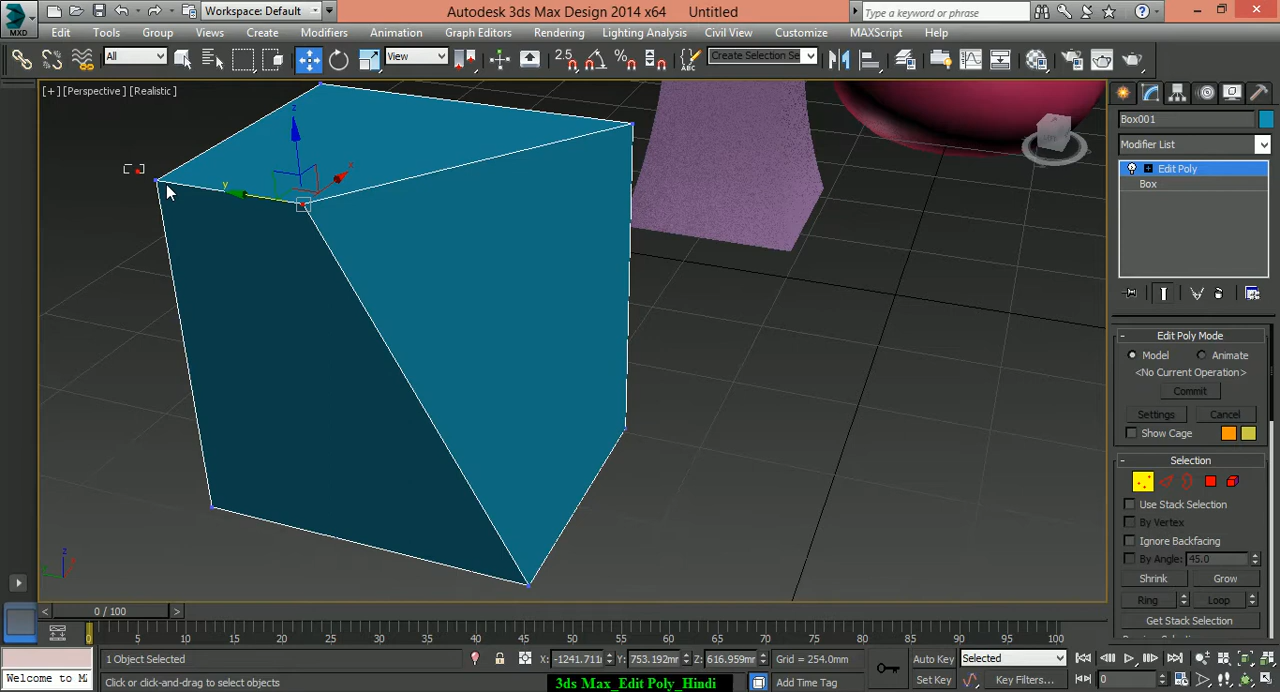 Workspace: Default
Autodesk 3ds Max Design 2014 x64 Untitled
Type a keyword or phrase
MXD
Edit Tools Group Views Create Modifiers Animation Graph Editors Rendering Lighting Analysis Civil View Customize MAXScript Help
All
View
2.5
Create Selection Se
[+] [Perspective] [Realistic]
z
x
y
Box001
Modifier List
Edit Poly
Box
Edit Poly Mode
Model Animate
<No Current Operation>
Commit
Settings Cancel
Show Cage
Selection
Use Stack Selection
By Vertex
Ignore Backfacing
By Angle: 45.0
Shrink Grow
Ring Loop
Get Stack Selection
z
0 / 100
0 5 10 15 20 25 30 35 40 45 50 55 60 65 70 75 80 85 90 95 100
1 Object Selected
X: -1241.711 Y: 753.192mm Z: 616.959mm Grid = 254.0mm
Auto Key Selected
Welcome to M
Click or click-and-drag to select objects
3ds Max_Edit Poly_Hindi
Add Time Tag
Set Key Key Filters... 0